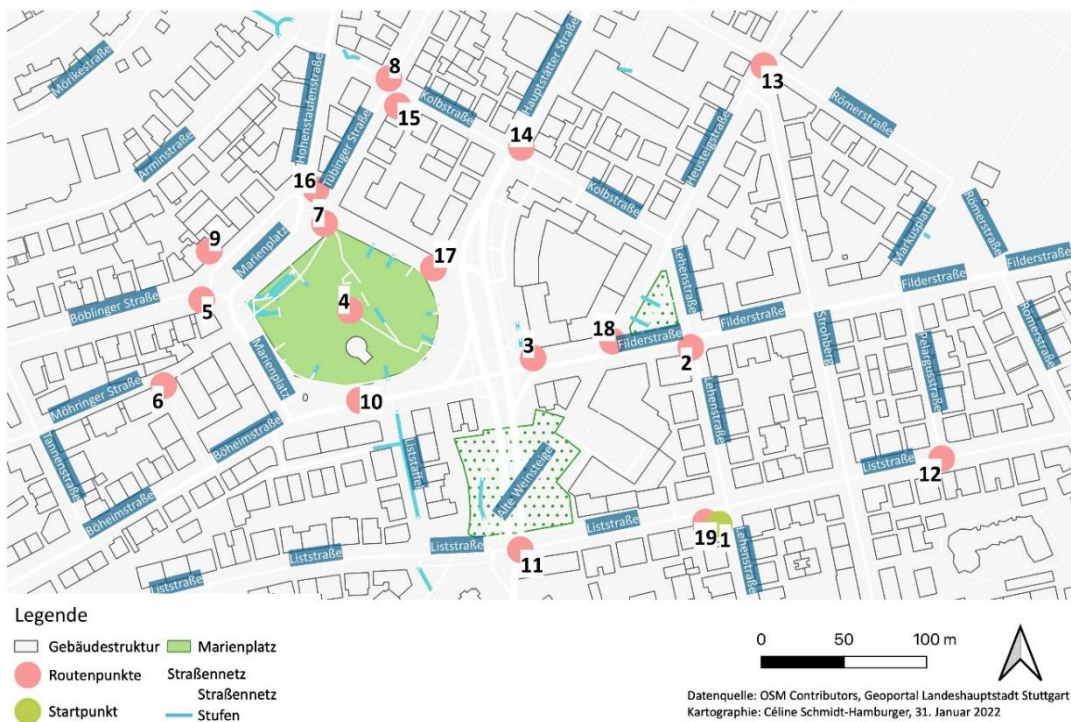 Mörikestraße
Arminstraße
Hohenstaufenstraße
Tübinger Straße
8
15
Kolbstraße
Hauptstätter Straße
14
Kolbstraße
Heusteigstraße
13
Römerstraße
16
7
9
Marienplatz
17
Böblinger Straße
5
4
Marienplatz
3
18
Filderstraße
2
Lehenstraße
Filderstraße
Strohberg
Markusplatz
Filderstraße
Römerstraße
Filderstraße
Römerstraße
Pelargusstraße
Möhringer Straße
6
10
Böheimstraße
Tannenstraße
Böheimstraße
Liststaffel
Alte Weinsteige
Lehenstraße
Liststraße
12
Liststraße
19
1
Lehenstraße
Liststraße
11
Liststraße
Liststraße
Legende
Gebäudestruktur
Marienplatz
Routenpunkte
Straßennetz
Straßennetz
Startpunkt
Stufen
0 50 100 m
Datenquelle: OSM Contributors, Geoportal Landeshauptstadt Stuttgart
Kartographie: Céline Schmidt-Hamburger, 31. Januar 2022